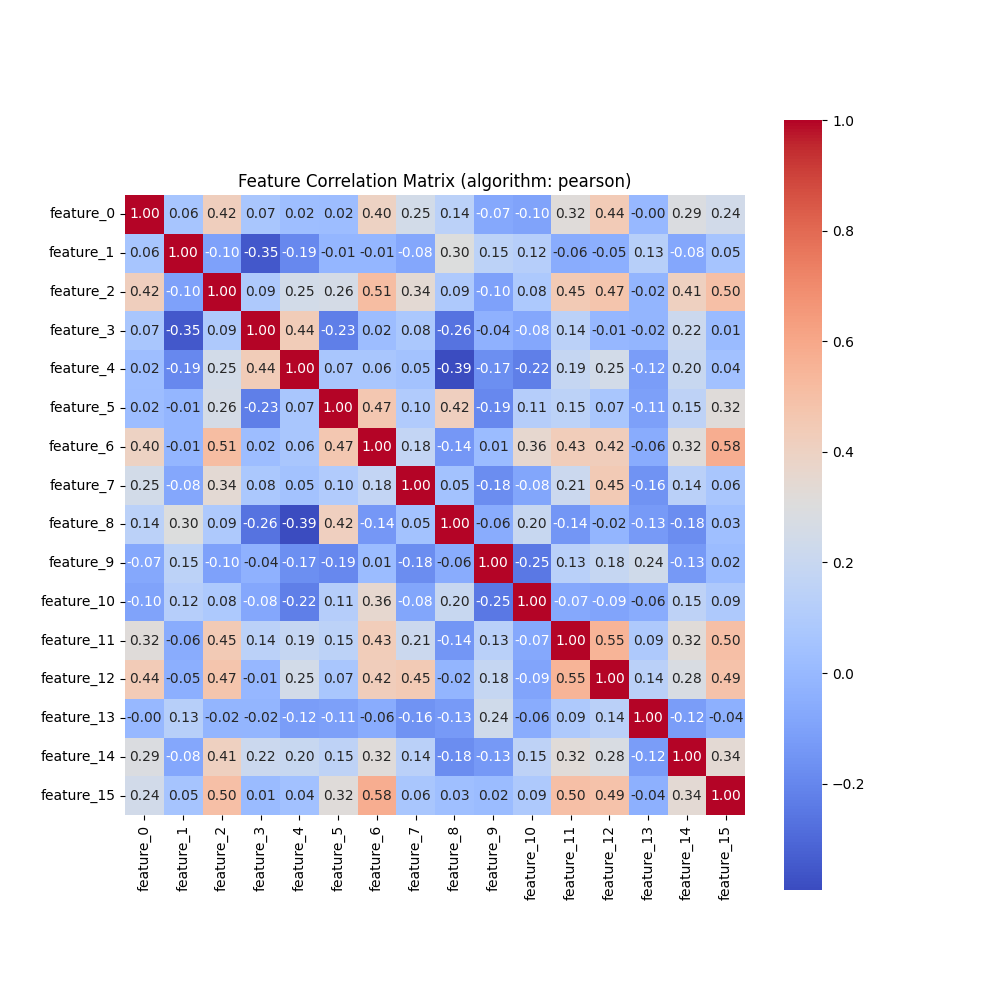 Feature Correlation Matrix (algorithm: pearson)
feature_0 1.00 0.06 0.42 0.07 0.02 0.02 0.40 0.25 0.14 -0.07 -0.10 0.32 0.44 -0.00 0.29 0.24
feature_1 0.06 1.00 -0.10 -0.35 -0.19 -0.01 -0.01 -0.08 0.30 0.15 0.12 -0.06 -0.05 0.13 -0.08 0.05
feature_2 0.42 -0.10 1.00 0.09 0.25 0.26 0.51 0.34 0.09 -0.10 0.08 0.45 0.47 -0.02 0.41 0.50
feature_3 0.07 -0.35 0.09 1.00 0.44 -0.23 0.02 0.08 -0.26 -0.04 -0.08 0.14 -0.01 -0.02 0.22 0.01
feature_4 0.02 -0.19 0.25 0.44 1.00 0.07 0.06 0.05 -0.39 -0.17 -0.22 0.19 0.25 -0.12 0.20 0.04
feature_5 0.02 -0.01 0.26 -0.23 0.07 1.00 0.47 0.10 0.42 -0.19 0.11 0.15 0.07 -0.11 0.15 0.32
feature_6 0.40 -0.01 0.51 0.02 0.06 0.47 1.00 0.18 -0.14 0.01 0.36 0.43 0.42 -0.06 0.32 0.58
feature_7 0.25 -0.08 0.34 0.08 0.05 0.10 0.18 1.00 0.05 -0.18 -0.08 0.21 0.45 -0.16 0.14 0.06
feature_8 0.14 0.30 0.09 -0.26 -0.39 0.42 -0.14 0.05 1.00 -0.06 0.20 -0.14 -0.02 -0.13 -0.18 0.03
feature_9 -0.07 0.15 -0.10 -0.04 -0.17 -0.19 0.01 -0.18 -0.06 1.00 -0.25 0.13 0.18 0.24 -0.13 0.02
feature_10 -0.10 0.12 0.08 -0.08 -0.22 0.11 0.36 -0.08 0.20 -0.25 1.00 -0.07 -0.09 -0.06 0.15 0.09
feature_11 0.32 -0.06 0.45 0.14 0.19 0.15 0.43 0.21 -0.14 0.13 -0.07 1.00 0.55 0.09 0.32 0.50
feature_12 0.44 -0.05 0.47 -0.01 0.25 0.07 0.42 0.45 -0.02 0.18 -0.09 0.55 1.00 0.14 0.28 0.49
feature_13 -0.00 0.13 -0.02 -0.02 -0.12 -0.11 -0.06 -0.16 -0.13 0.24 -0.06 0.09 0.14 1.00 -0.12 -0.04
feature_14 0.29 -0.08 0.41 0.22 0.20 0.15 0.32 0.14 -0.18 -0.13 0.15 0.32 0.28 -0.12 1.00 0.34
feature_15 0.24 0.05 0.50 0.01 0.04 0.32 0.58 0.06 0.03 0.02 0.09 0.50 0.49 -0.04 0.34 1.00
feature_0 feature_1 feature_2 feature_3 feature_4 feature_5 feature_6 feature_7 feature_8 feature_9 feature_10 feature_11 feature_12 feature_13 feature_14 feature_15
1.0
0.8
0.6
0.4
0.2
0.0
−0.2